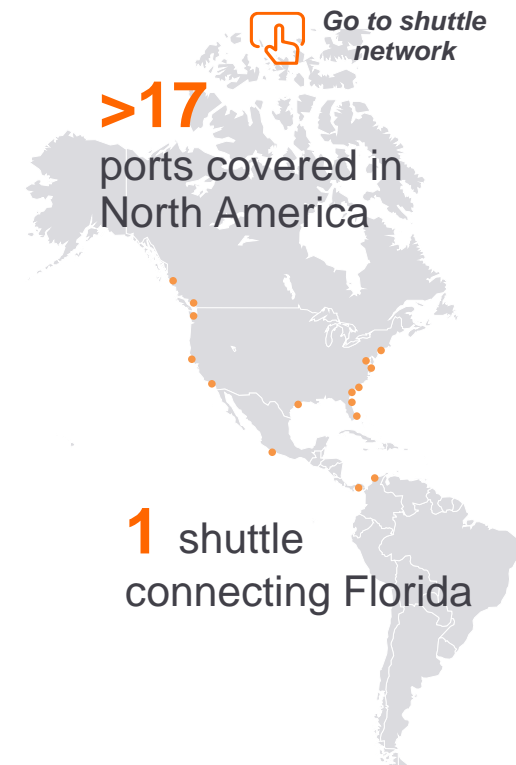 Go to shuttle
network
>17
ports covered in
North America
1 shuttle
connecting Florida